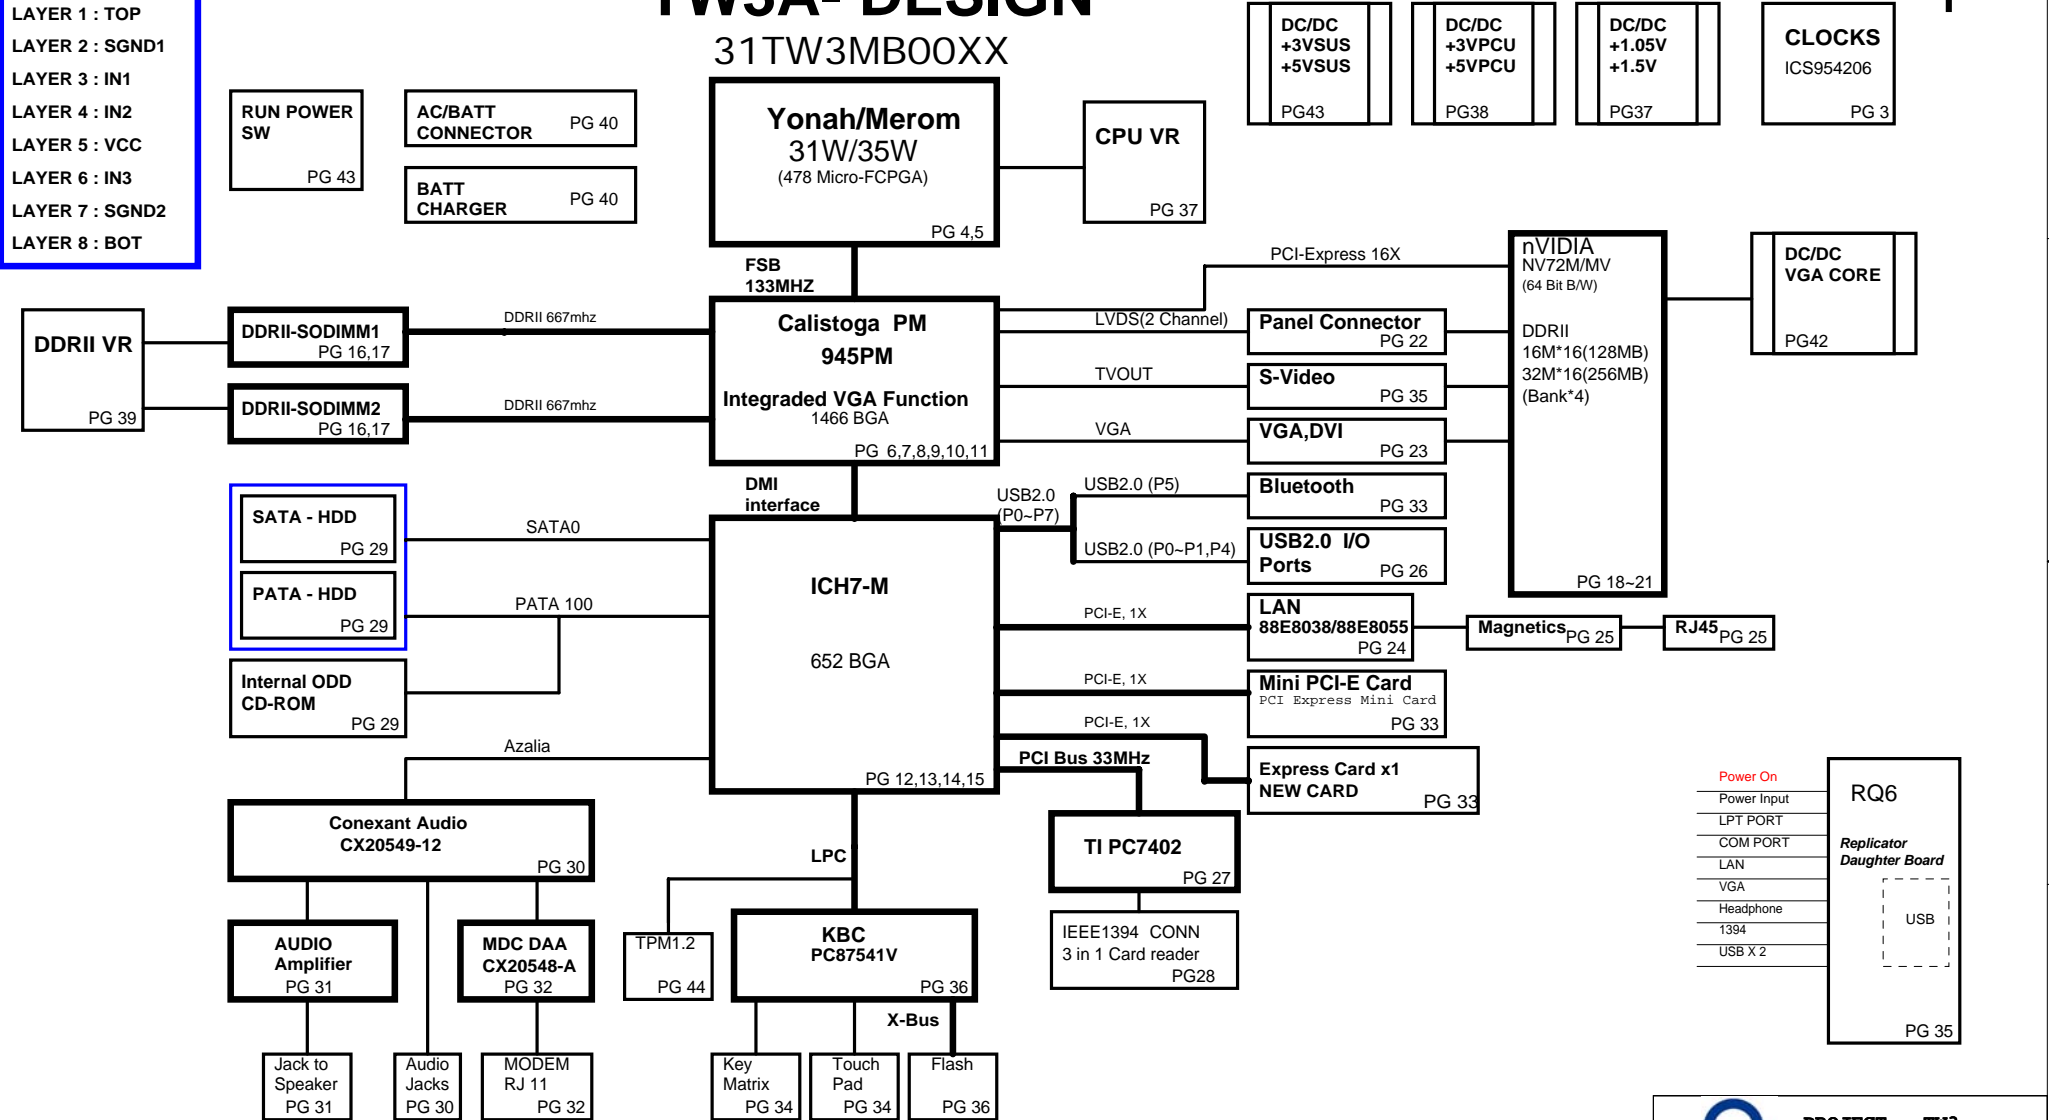 LAYER 1 : TOP
LAYER 2 : SGND1
LAYER 3 : IN1
LAYER 4 : IN2
LAYER 5 : VCC
LAYER 6 : IN3
LAYER 7 : SGND2
LAYER 8 : BOT
TW3A- DESIGN
31TW3MB00XX
RUN POWER
SW
PG 43
AC/BATT
CONNECTOR
PG 40
BATT
CHARGER
PG 40
Yonah/Merom
31W/35W
(478 Micro-FCPGA)
PG 4,5
CPU VR
PG 37
DC/DC
+3VSUS
+5VSUS
PG43
DC/DC
+3VPCU
+5VPCU
PG38
DC/DC
+1.05V
+1.5V
PG37
CLOCKS
ICS954206
PG 3
FSB
133MHZ
DDRII VR
PG 39
DDRII-SODIMM1
PG 16,17
DDRII 667mhz
DDRII-SODIMM2
PG 16,17
DDRII 667mhz
Calistoga PM
945PM
Integraded VGA Function
1466 BGA
PG 6,7,8,9,10,11
PCI-Express 16X
LVDS(2 Channel)
Panel Connector
PG 22
TVOUT
S-Video
PG 35
VGA
VGA,DVI
PG 23
nVIDIA
NV72M/MV
(64 Bit B/W)
DDRII
16M*16(128MB)
32M*16(256MB)
(Bank*4)
PG 18~21
DC/DC
VGA CORE
PG42
DMI
interface
USB2.0
(P0~P7)
USB2.0 (P5)
Bluetooth
PG 33
USB2.0 (P0~P1,P4)
USB2.0 I/O
Ports
PG 26
SATA - HDD
PG 29
SATA0
PATA - HDD
PG 29
PATA 100
Internal ODD
CD-ROM
PG 29
ICH7-M
652 BGA
PG 12,13,14,15
PCI-E, 1X
LAN
88E8038/88E8055
PG 24
Magnetics
PG 25
RJ45
PG 25
PCI-E, 1X
Mini PCI-E Card
PCI Express Mini Card
PG 33
PCI-E, 1X
Express Card x1
NEW CARD
PG 33
PCI Bus 33MHz
TI PC7402
PG 27
IEEE1394 CONN
3 in 1 Card reader
PG28
Azalia
Conexant Audio
CX20549-12
PG 30
AUDIO
Amplifier
PG 31
MDC DAA
CX20548-A
PG 32
Jack to
Speaker
PG 31
Audio
Jacks
PG 30
MODEM
RJ 11
PG 32
LPC
TPM1.2
PG 44
KBC
PC87541V
PG 36
X-Bus
Key
Matrix
PG 34
Touch
Pad
PG 34
Flash
PG 36
Power On
Power Input
LPT PORT
COM PORT
LAN
VGA
Headphone
1394
USB X 2
RQ6
Replicator
Daughter Board
USB
PG 35